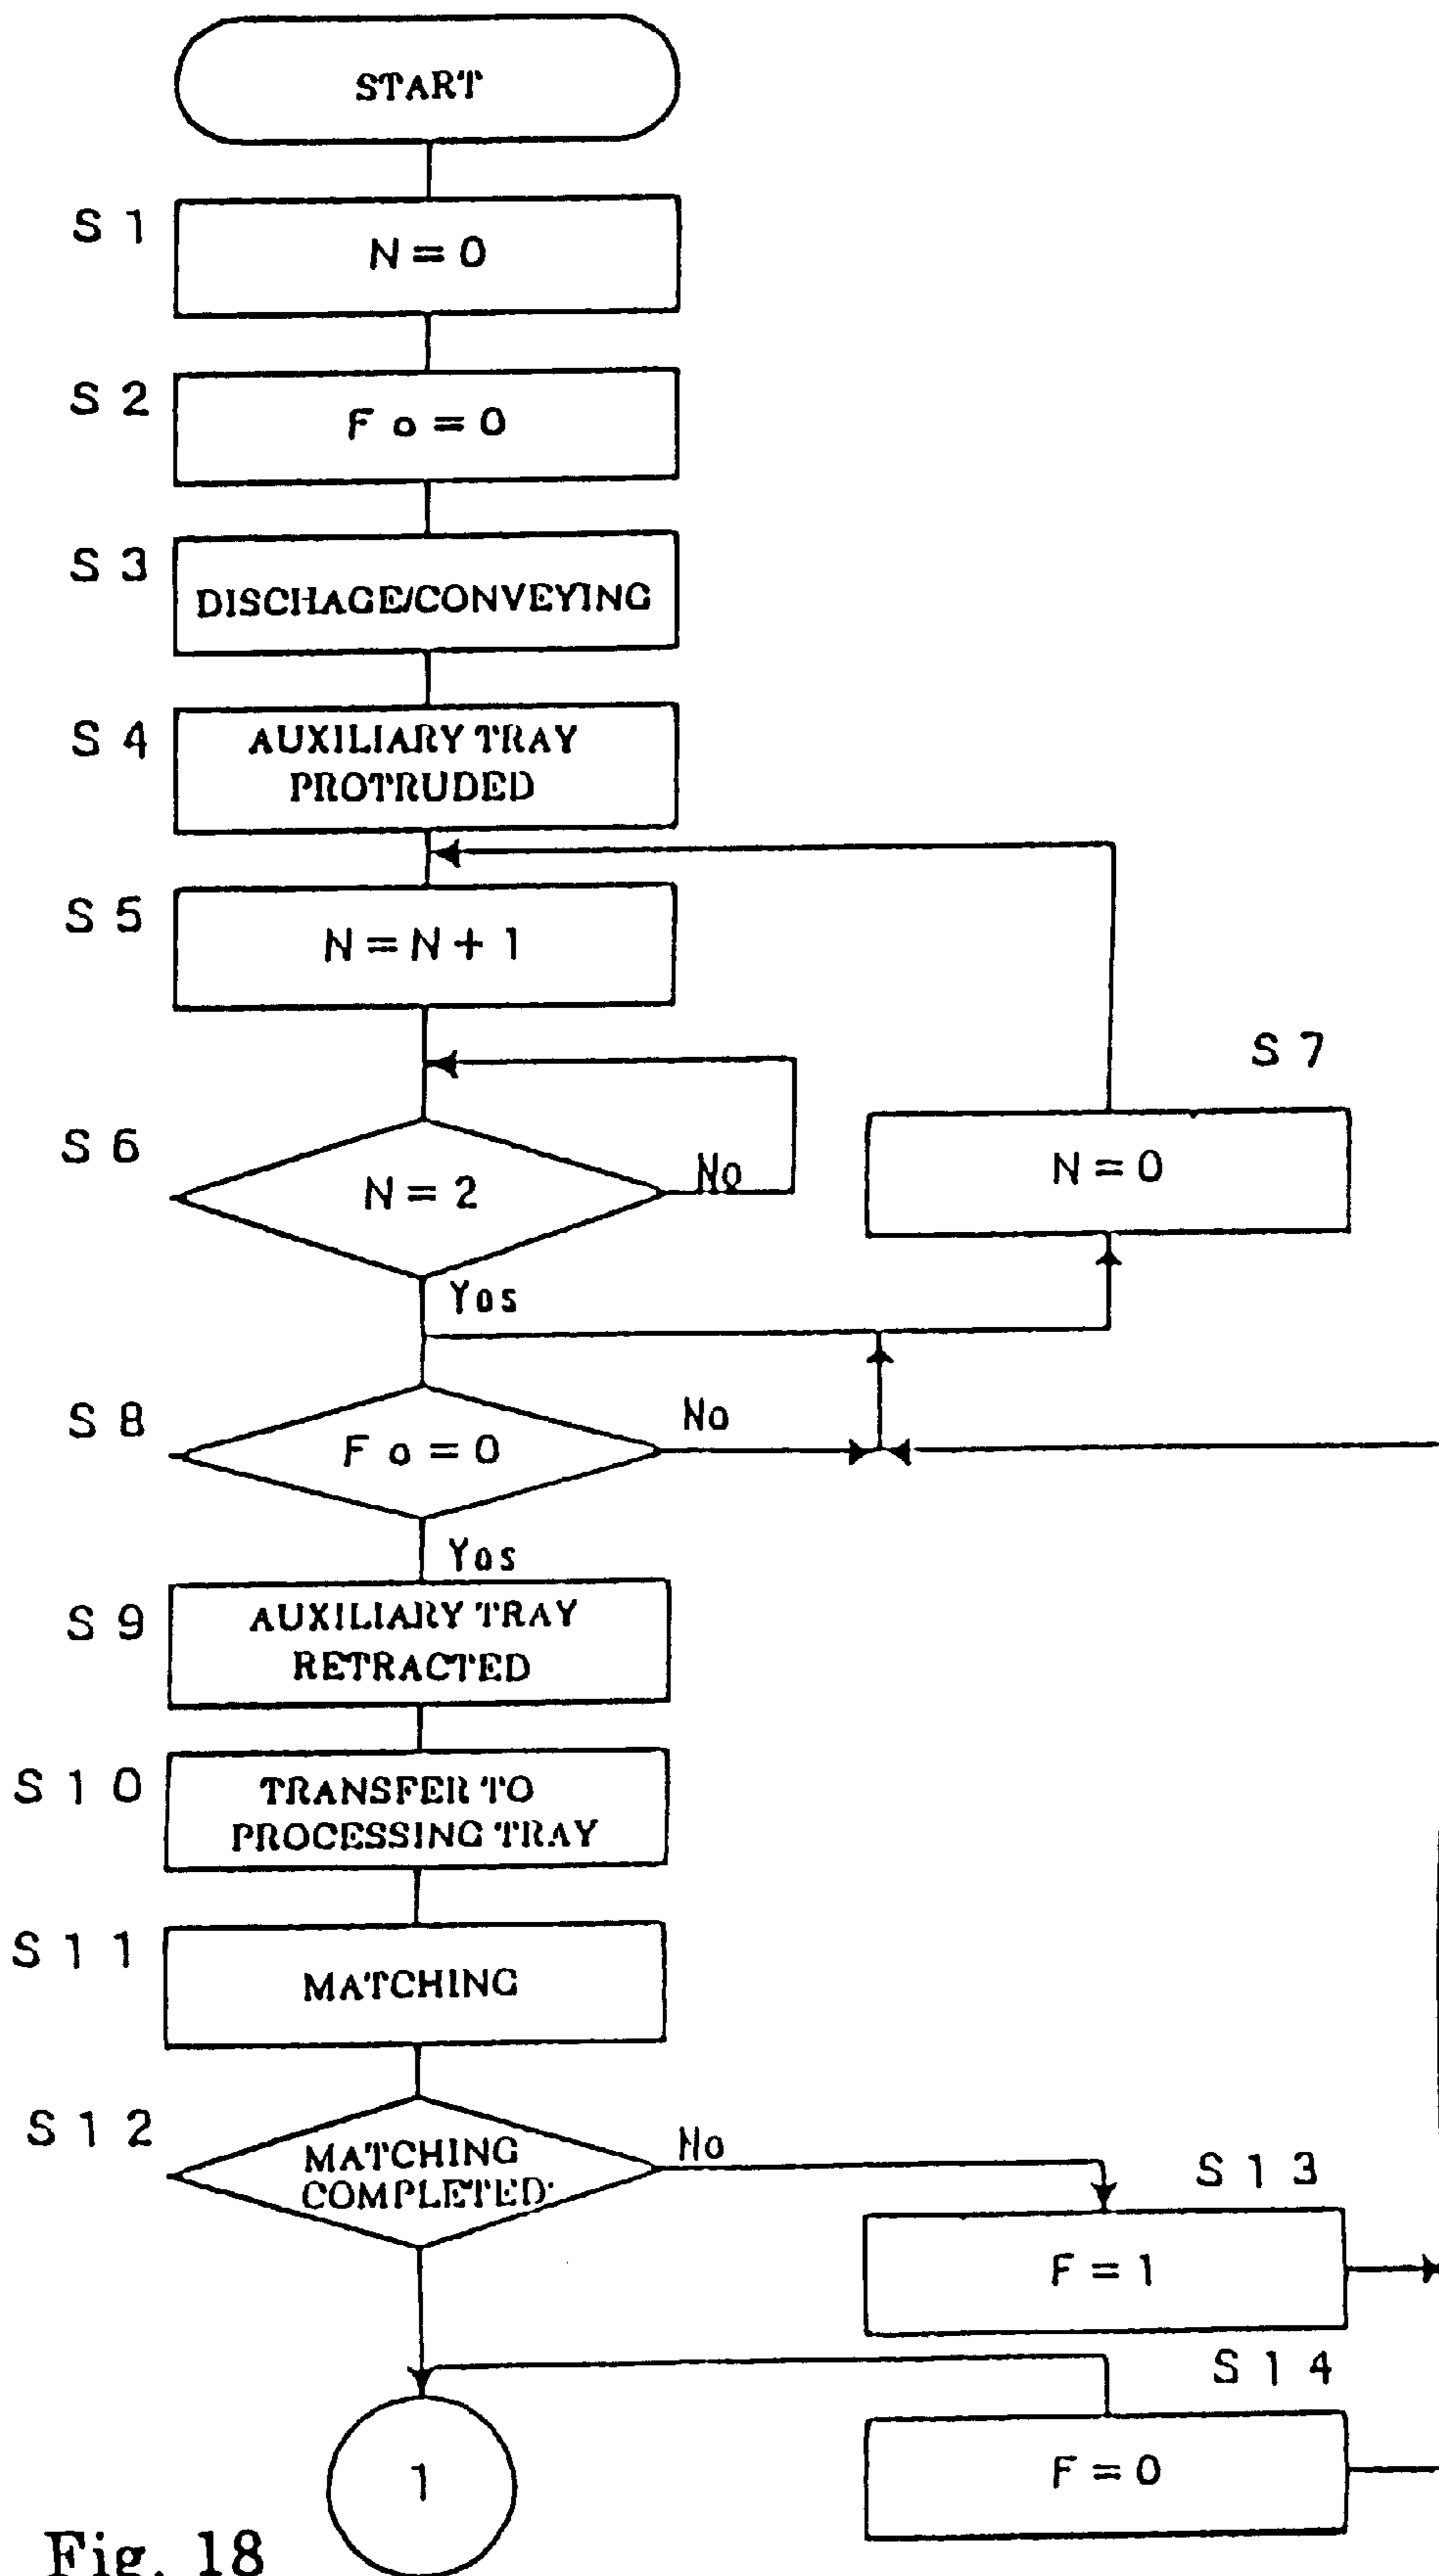 START
S 1
N = 0
S 2
F o = 0
S 3
DISCHAGE/CONVEYING
S 4
AUXILIARY TRAY
PROTRUDED
S 5
N = N + 1
S 7
N = 0
S 6
N = 2
No
Yes
S 8
F o = 0
No
Yes
S 9
AUXILIARY TRAY
RETRACTED
S 1 0
TRANSFER TO
PROCESSING TRAY
S 1 1
MATCHING
S 1 2
MATCHING
COMPLETED
No
S 1 3
F = 1
S 1 4
F = 0
1
Fig. 18